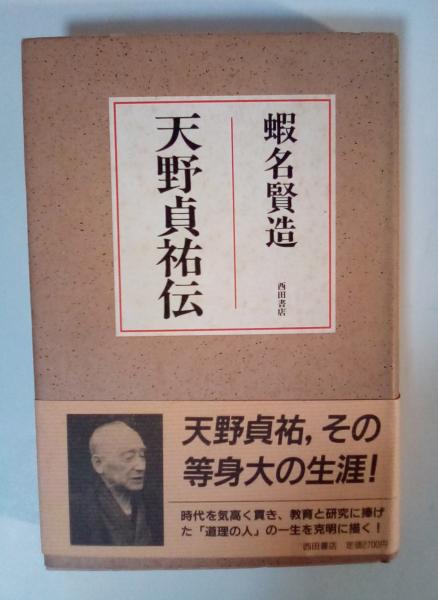 蝦名賢造
天野貞祐伝
西田書店
天野貞祐,その
等身大の生涯!
時代を気高く貫き、教育と研究に捧げ
た「道理の人」の一生を克明に描く!
西田書店 定価2700円